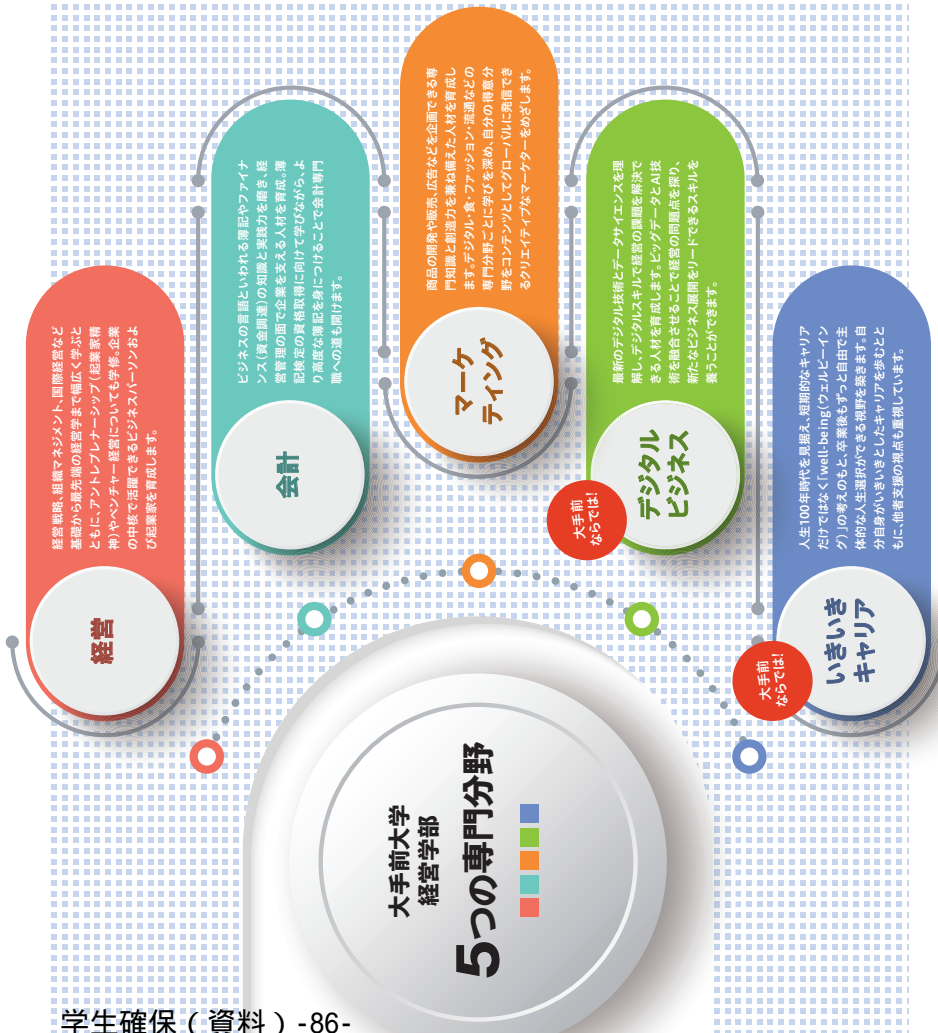 大手前大学
経営学部
5つの専門分野
経営
経営戦略、組織マネジメント、国際経営など
基礎から最先端の経営学まで幅広く学ぶと
ともに、アントレプレナーシップ(起業家精
神)やベンチャー経営についても学修。企業
の中核で活躍できるビジネスパーソンおよ
び起業家を育成します。
会計
ビジネスの言語といわれる簿記やファイナ
ンス(資金調達)の知識と実践力を磨き、経
営管理の面で企業を支える人材を育成。簿
記検定の資格取得に向けて学びながら、よ
り高度な簿記を身につけることで会計専門
職への道も開けます。
マーケ
ティング
商品の開発や販売、広告などを企画できる専
門知識と創造力を兼ね備えた人材を育成し
ます。デジタル・食・ファッション・流通などの
専門分野ごとに学びを深め、自分の得意分
野をコンテンツとしてグローバルに発信でき
るクリエイティブなマーケターをめざします。
大手前
ならでは!
デジタル
ビジネス
最新のデジタル技術とデータサイエンスを理
解し、デジタルスキルで経営の課題を解決で
きる人材を育成します。ビッグデータとAI技
術を融合させることで経営の問題点を探り、
新たなビジネス展開をリードできるスキルを
養うことができます。
大手前
ならでは!
いきいき
キャリア
人生100年時代を見据え、短期的なキャリア
だけではなく「well-being(ウェルビーイン
グ)」の考えのもと、卒業後もずっと自由で主
体的な人生選択ができる視野を築きます。自
分自身がいきいきとしたキャリアを歩むとと
もに、他者支援の視点も重視しています。
学生確保(資料)-86-